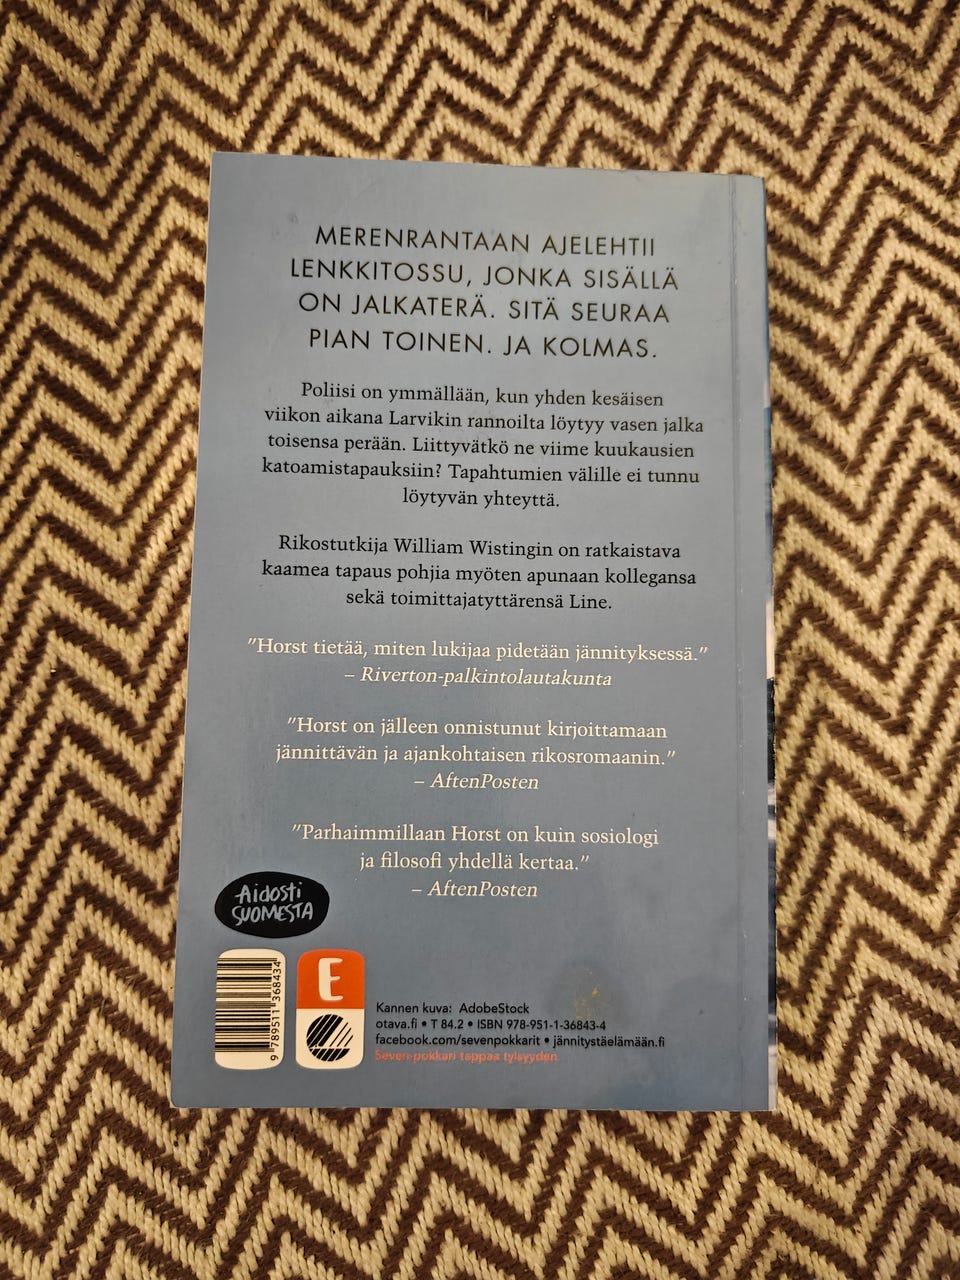 MERENRANTAAN AJELEHTII
LENKKITOSSU, JONKA SISÄLLÄ
ON JALKATERÄ. SITÄ SEURAA
PIAN TOINEN. JA KOLMAS.
Poliisi on ymmällään, kun yhden kesäisen
viikon aikana Larvikin rannoilta löytyy vasen jalka
toisensa perään. Liittyvätkö ne viime kuukausien
katoamistapauksiin? Tapahtumien välille ei tunnu
löytyvän yhteyttä.
Rikostutkija William Wistingin on ratkaistava
kaamea tapaus pohjia myöten apunaan kollegansa
sekä toimittajatyttärensä Line.
”Horst tietää, miten lukijaa pidetään jännityksessä.”
– Riverton-palkintolautakunta
”Horst on jälleen onnistunut kirjoittamaan
jännittävän ja ajankohtaisen rikosromaanin.”
– AftenPosten
”Parhaimmillaan Horst on kuin sosiologi
ja filosofi yhdellä kertaa.”
– AftenPosten
Aidosti
SUOMESTA
9 789511 368434
E
Kannen kuva: AdobeStock
otava.fi • T 84.2 • ISBN 978-951-1-36843-4
facebook.com/sevenpokkarit • jännitystäelämään.fi
Seven-pokkari tappaa tylsyyden